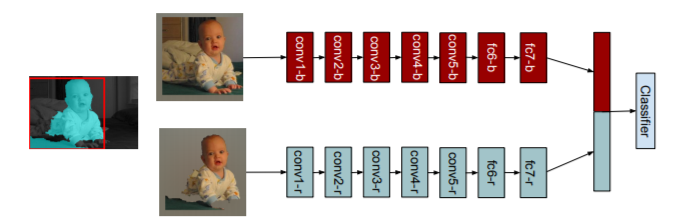 conv1-b
conv2-b
conv3-b
conv4-b
conv5-b
fc6-b
fc7-b
Classifier
conv1-r
conv2-r
conv3-r
conv4-r
conv5-r
fc6-r
fc7-r